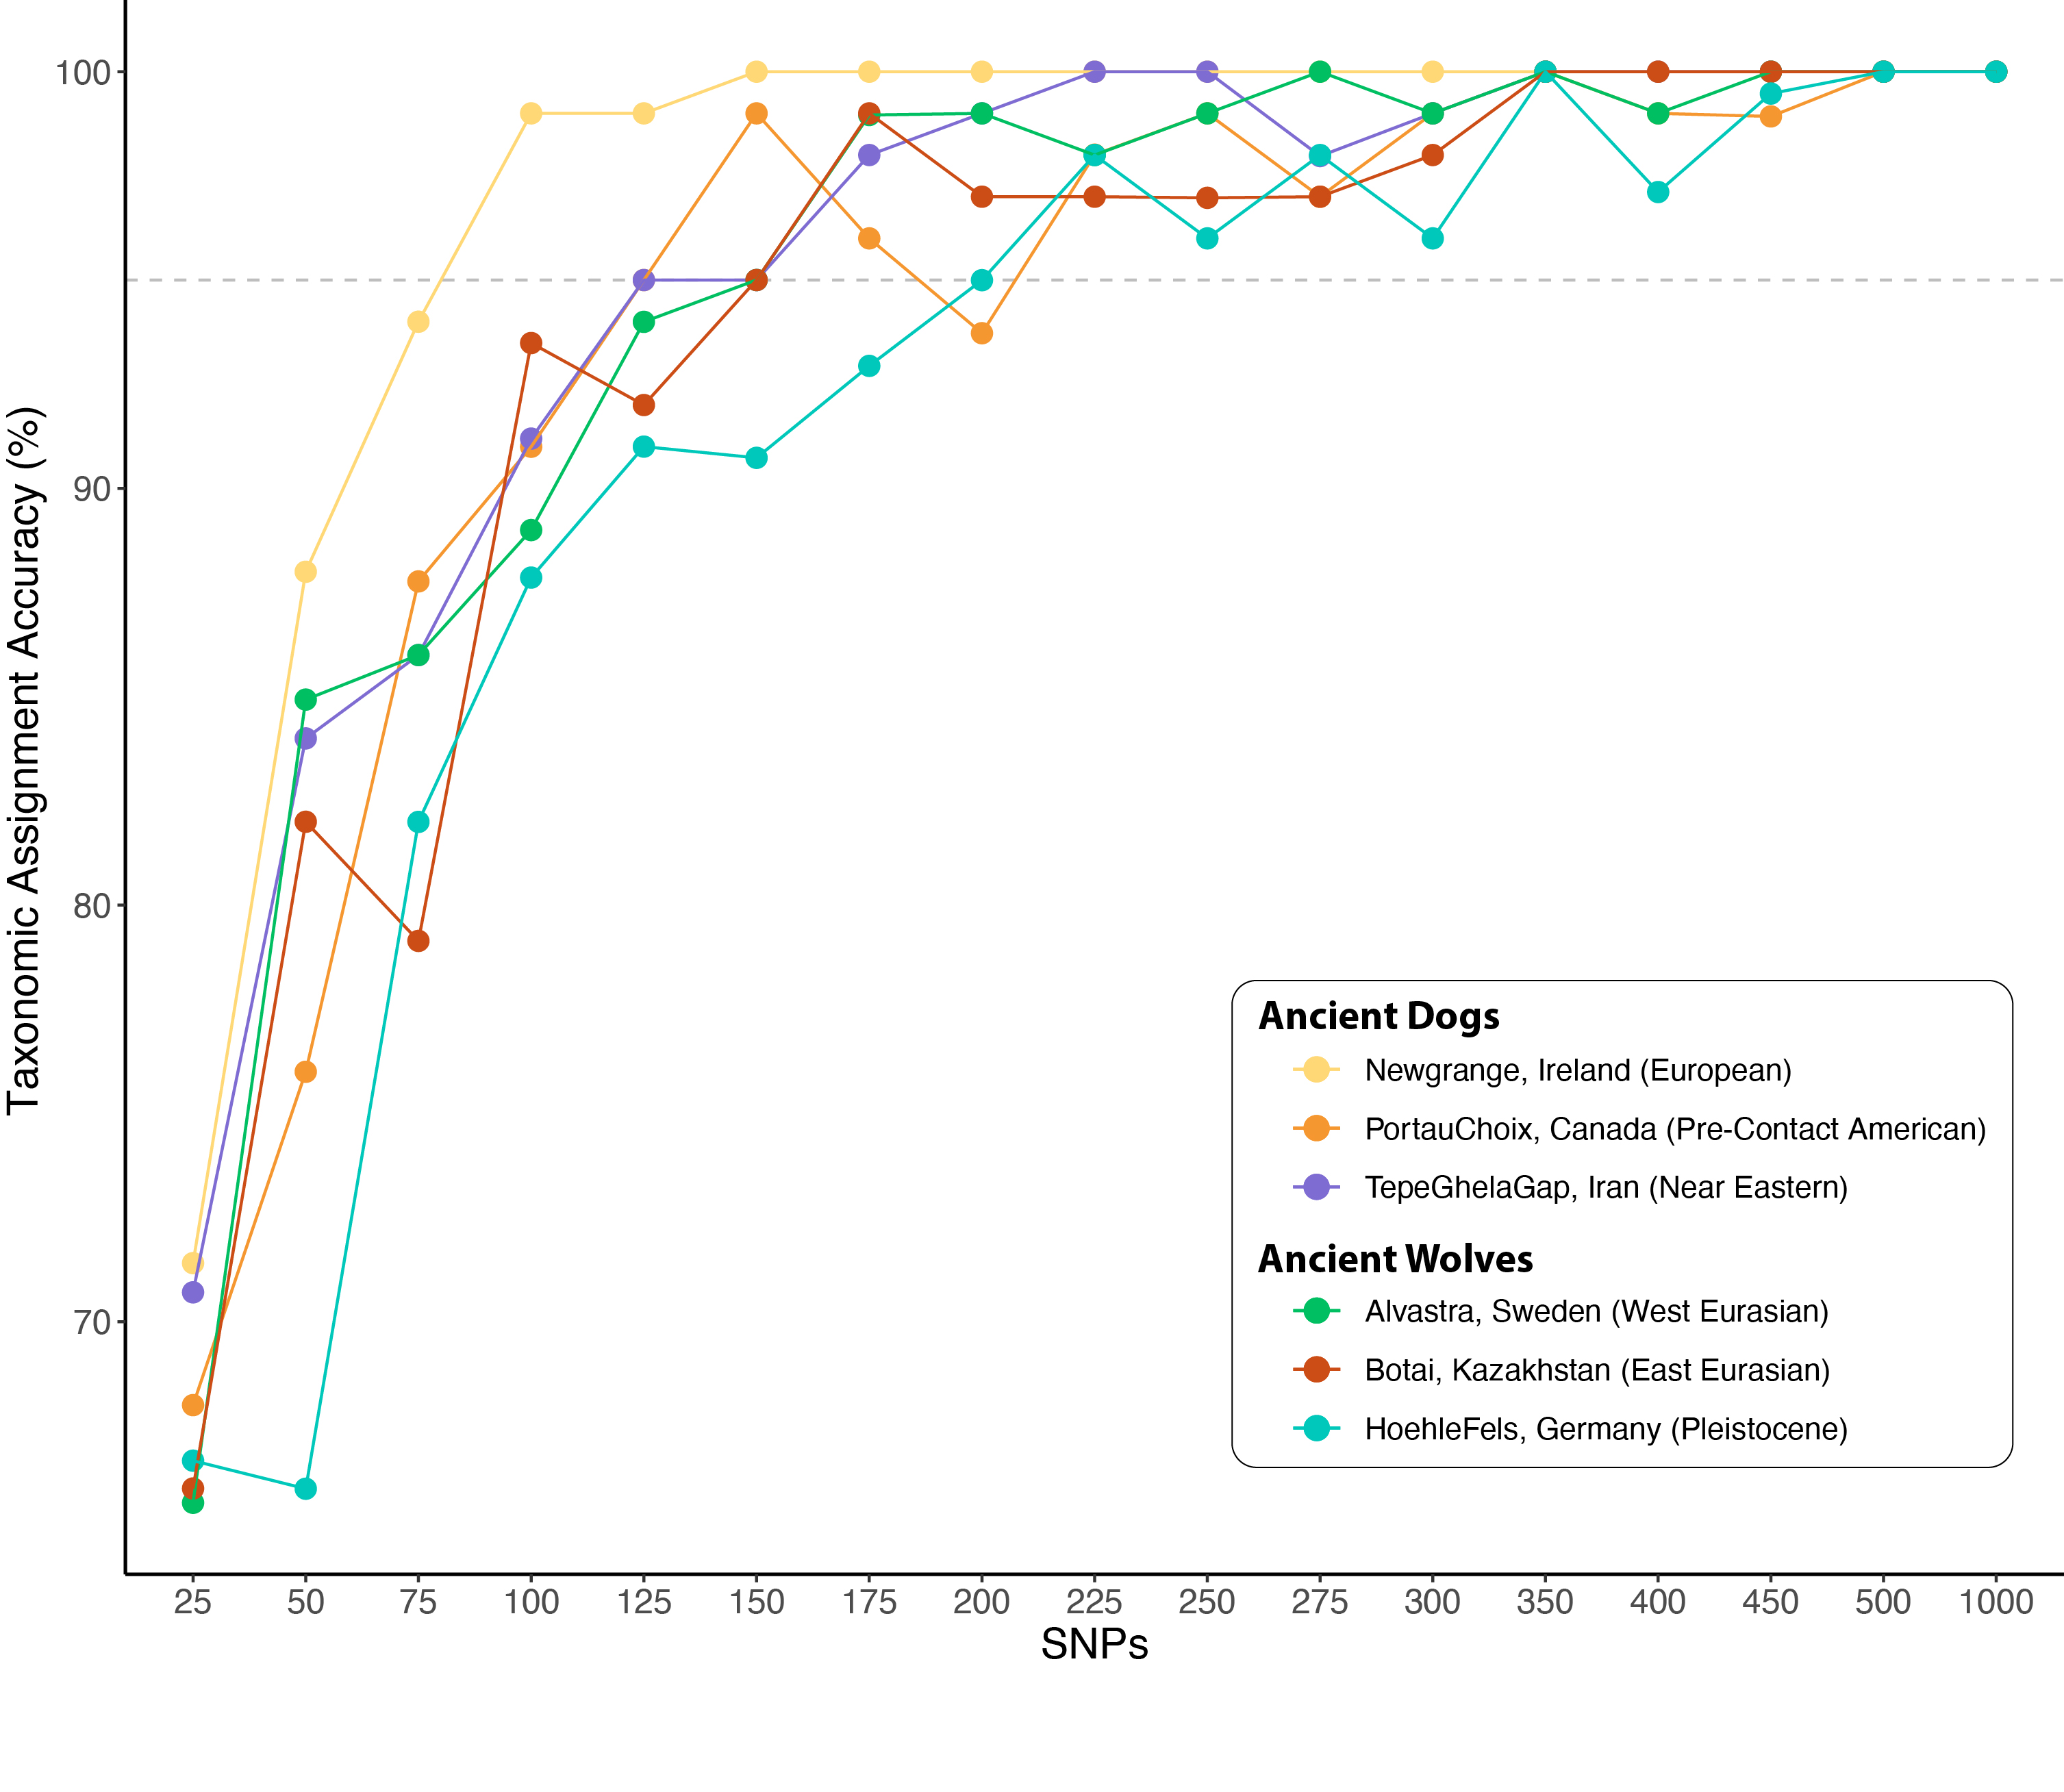 Taxonomic Assignment Accuracy (%)
100
90
80
70
Ancient Dogs
Newgrange, Ireland (European)
PortauChoix, Canada (Pre-Contact American)
TepeGhelaGap, Iran (Near Eastern)
Ancient Wolves
Alvastra, Sweden (West Eurasian)
Botai, Kazakhstan (East Eurasian)
HoehleFels, Germany (Pleistocene)
25 50 75 100 125 150 175 200 225 250 275 300 350 400 450 500 1000
SNPs